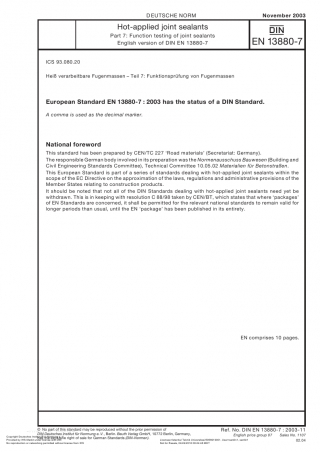 DEUTSCHE NORM
November 2003
Hot-applied joint sealants
Part 7: Function testing of joint sealants
English version of DIN EN 13880-7
DIN
EN 13880-7
ICS 93.080.20
Heiß verarbeitbare Fugenmassen – Teil 7: Funktionsprüfung von Fugenmassen
European Standard EN 13880-7 : 2003 has the status of a DIN Standard.
A comma is used as the decimal marker.
National foreword
This standard has been prepared by CEN/TC 227 'Road materials' (Secretariat: Germany).
The responsible German body involved in its preparation was the Normenausschuss Bauwesen (Building and
Civil Engineering Standards Committee), Technical Committee 10.05.02 Materialien für Betonstraßen.
This European Standard is part of a series of standards dealing with hot-applied joint sealants within the
scope of the EC Directive on the approximation of the laws, regulations and administrative provisions of the
Member States relating to construction products.
It should be noted that not all of the DIN Standards dealing with hot-applied joint sealants need yet be
withdrawn. This is in keeping with resolution C 88/98 taken by CEN/BT, which states that where 'packages'
of EN Standards are concerned, it shall be permitted for the relevant national standards to remain valid for
longer periods than usual, until the EN 'package' has been published in its entirety.
EN comprises 10 pages.
© No part of this standard may be reproduced without the prior permission of
DIN Deutsches Institut für Normung e. V., Berlin. Beuth Verlag GmbH, 10772 Berlin, Germany,
has the exclusive right of sale for German Standards (DIN-Normen).
Ref. No. DIN EN 13880-7 : 2003-11
English price group 07 Sales No. 1107
02.04